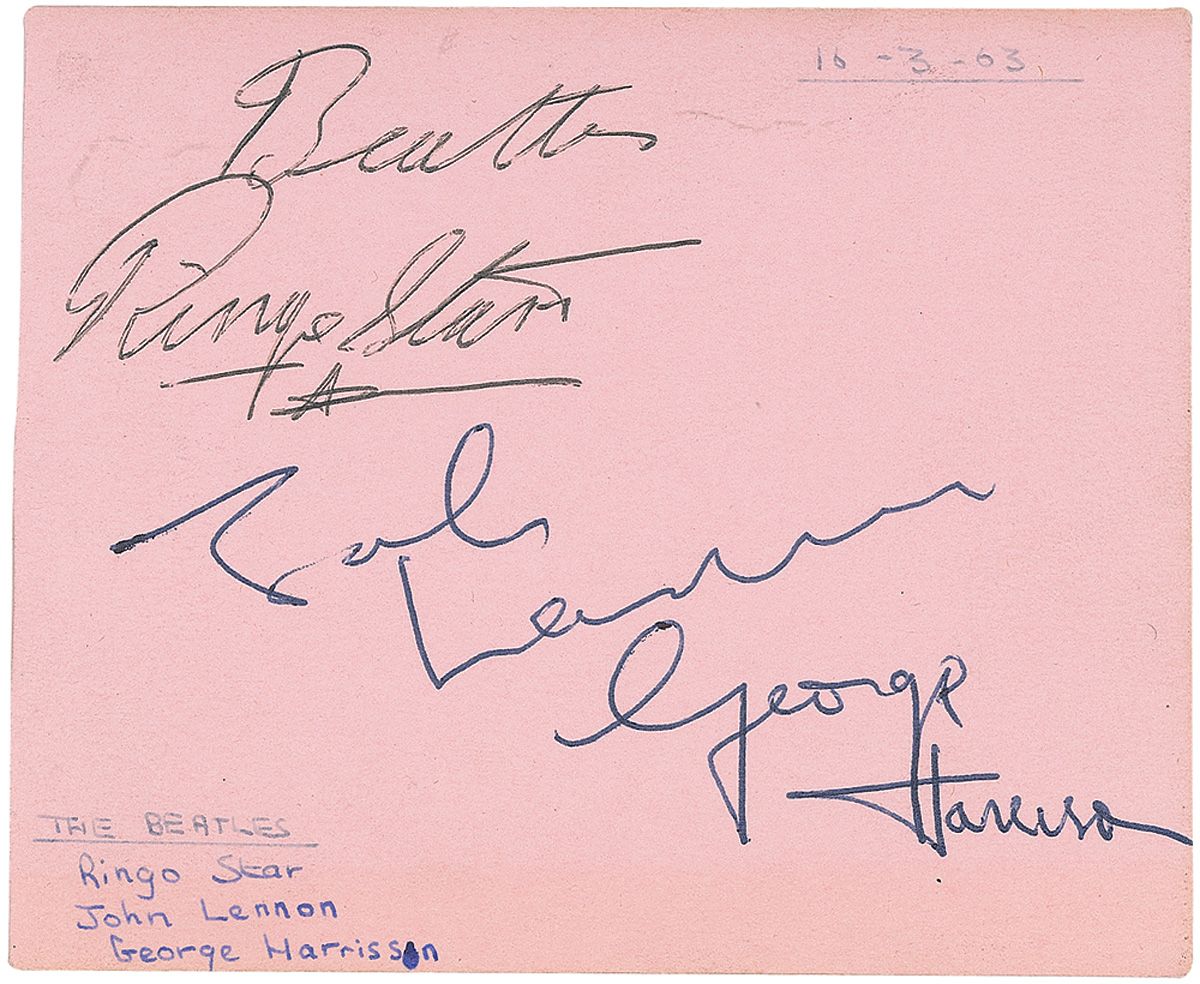 16-3-63
Beatles
Ringo Starr
John
Lennon
George
Harrison
THE BEATLES
Ringo Star
John Lennon
George Harrisson